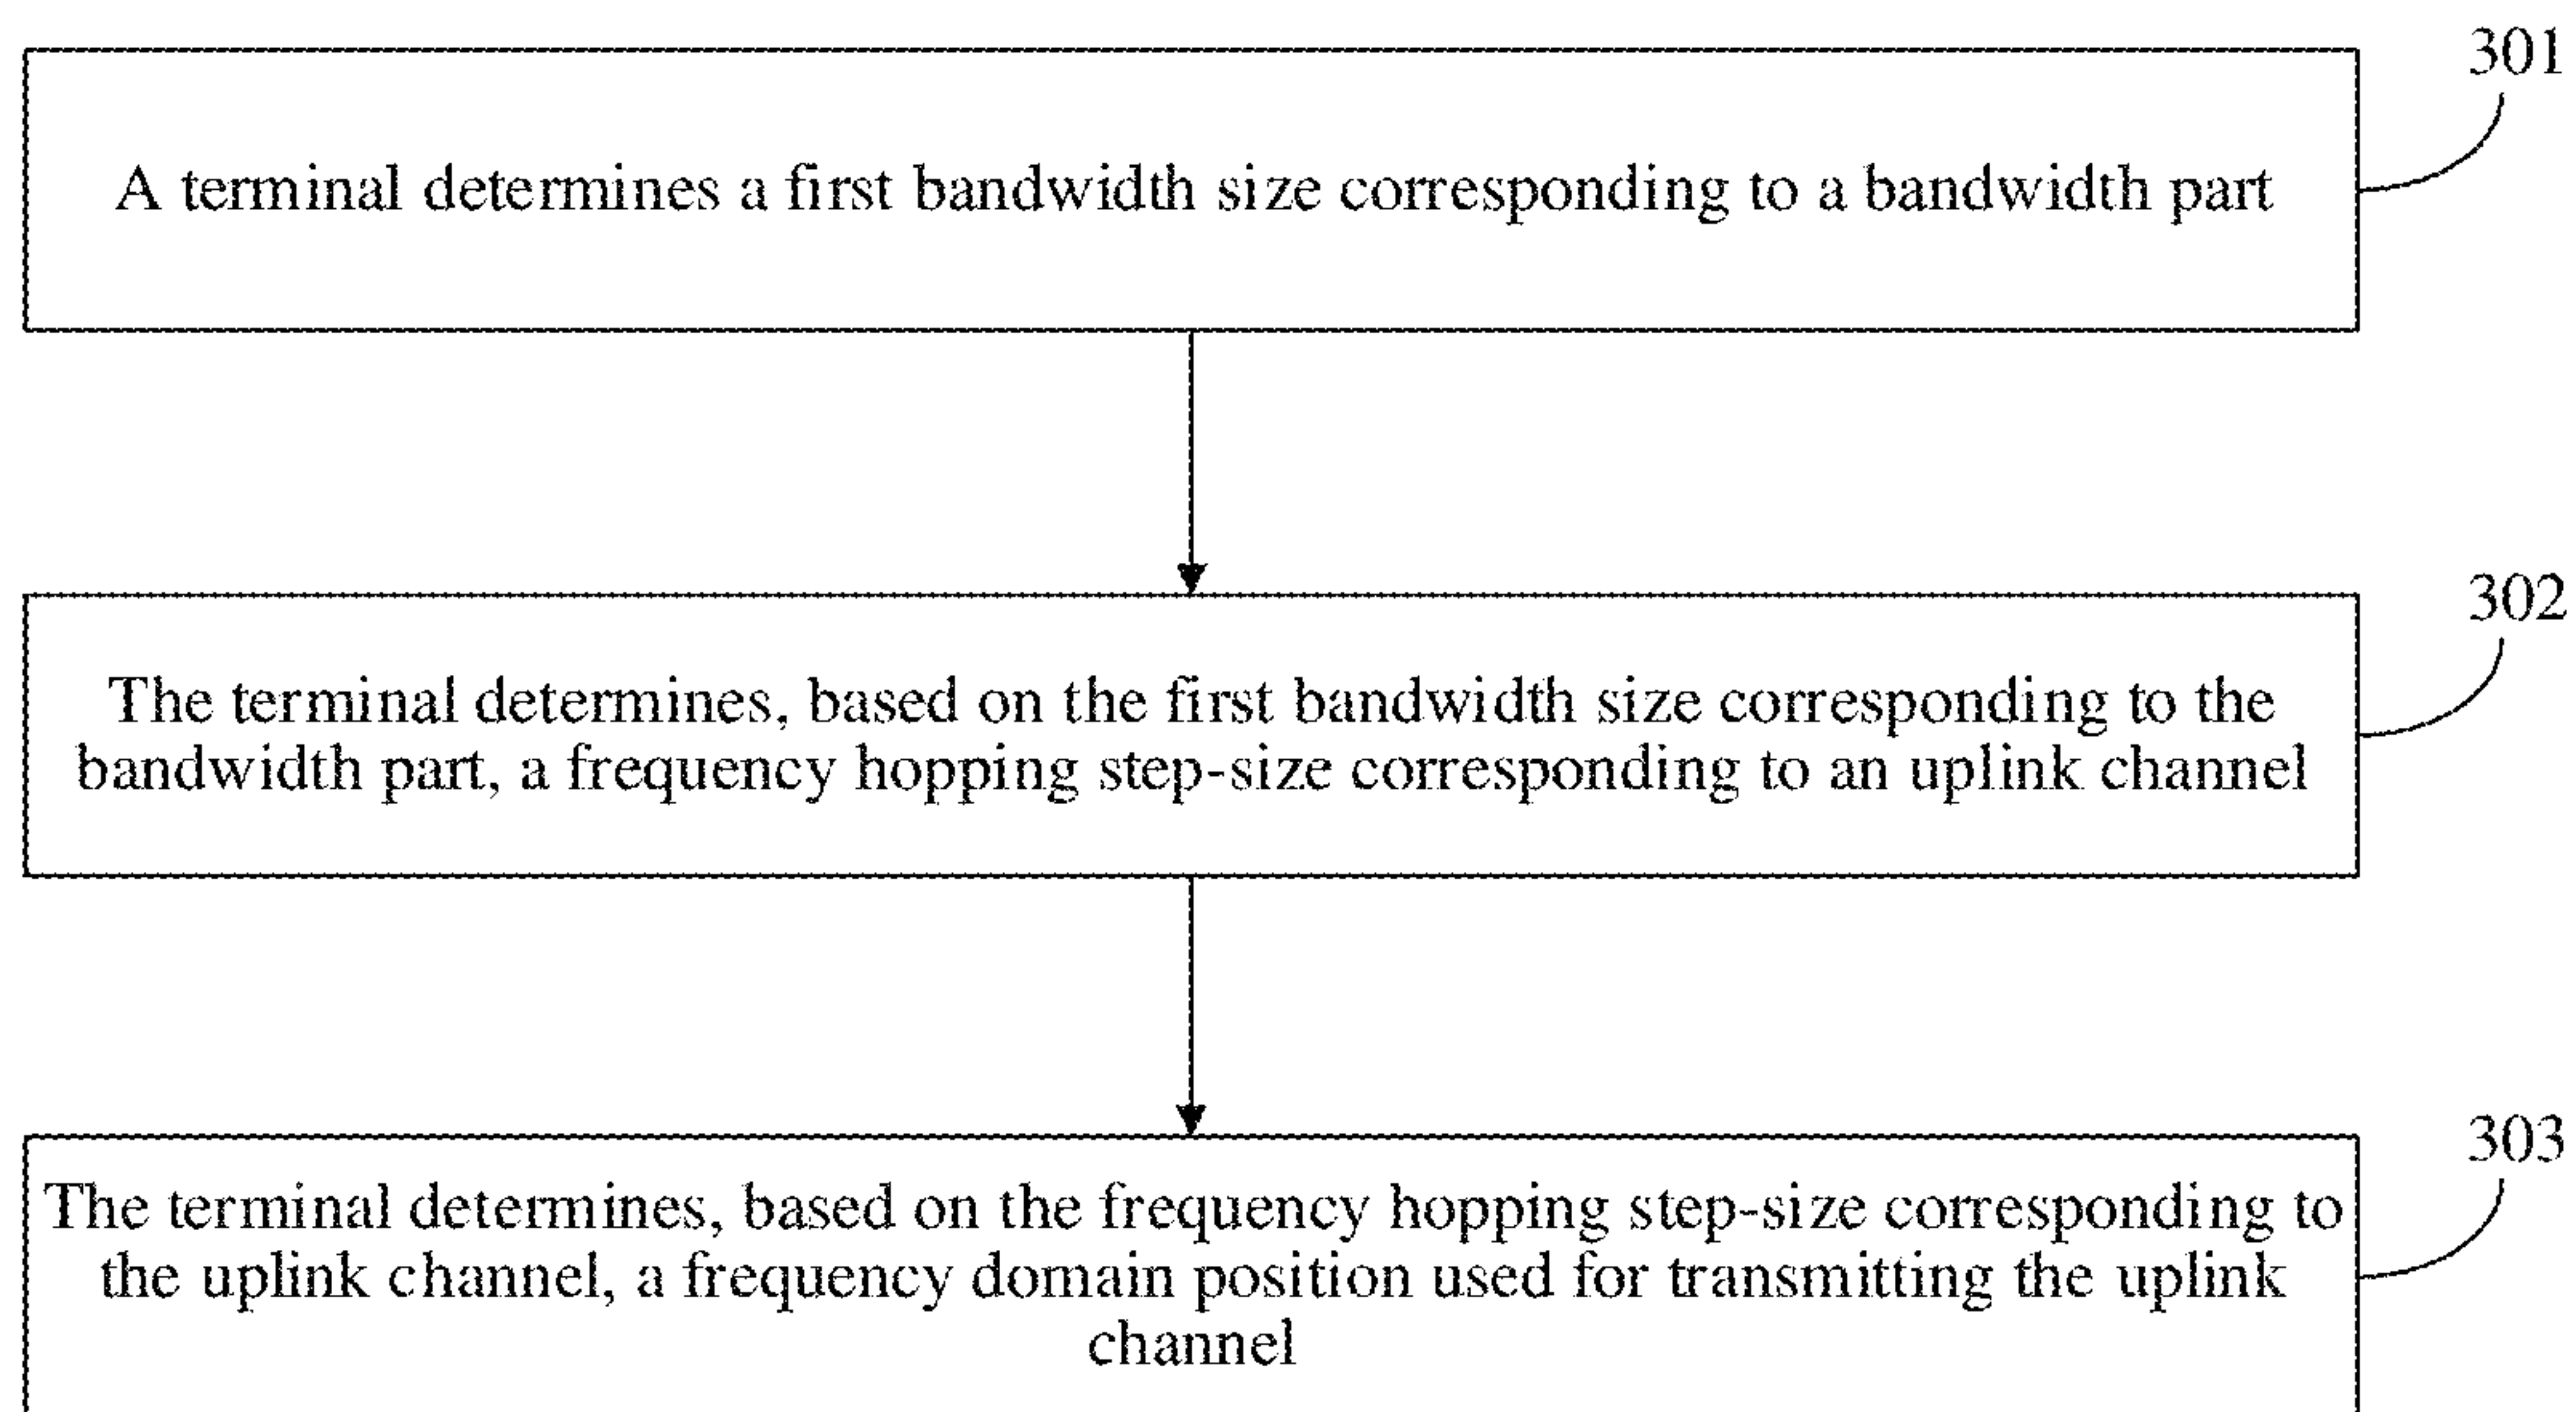 301
A terminal determines a first bandwidth size corresponding to a bandwidth part
302
The terminal determines, based on the first bandwidth size corresponding to the
bandwidth part, a frequency hopping step-size corresponding to an uplink channel
303
The terminal determines, based on the frequency hopping step-size corresponding to
the uplink channel, a frequency domain position used for transmitting the uplink
channel